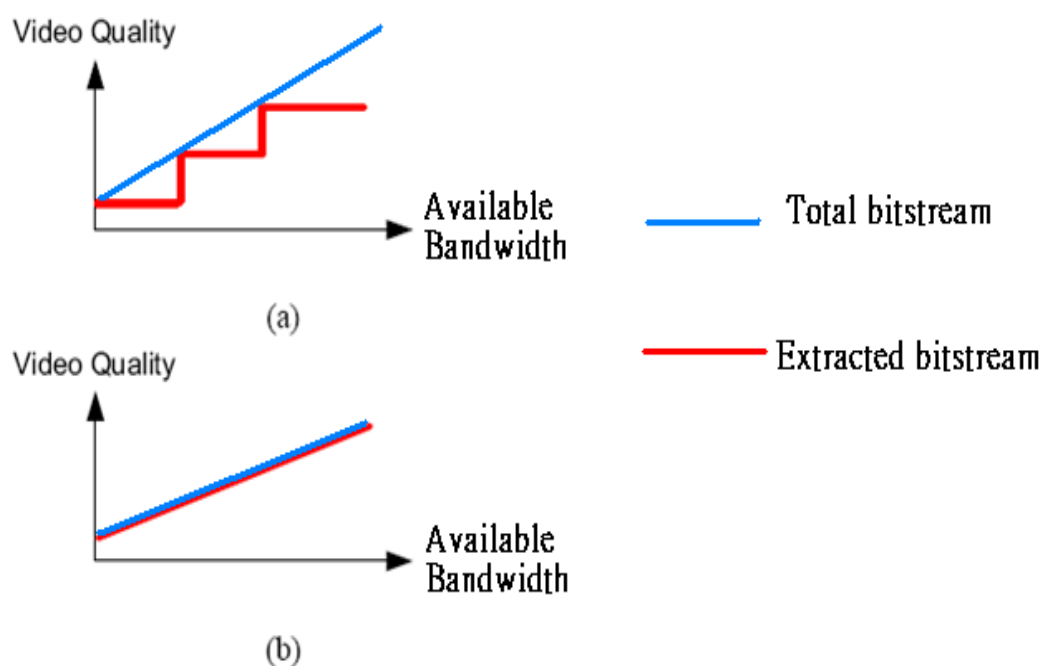 Video Quality
Available
Bandwidth
Total bitstream
(a)
Extracted bitstream
Video Quality
Available
Bandwidth
(b)